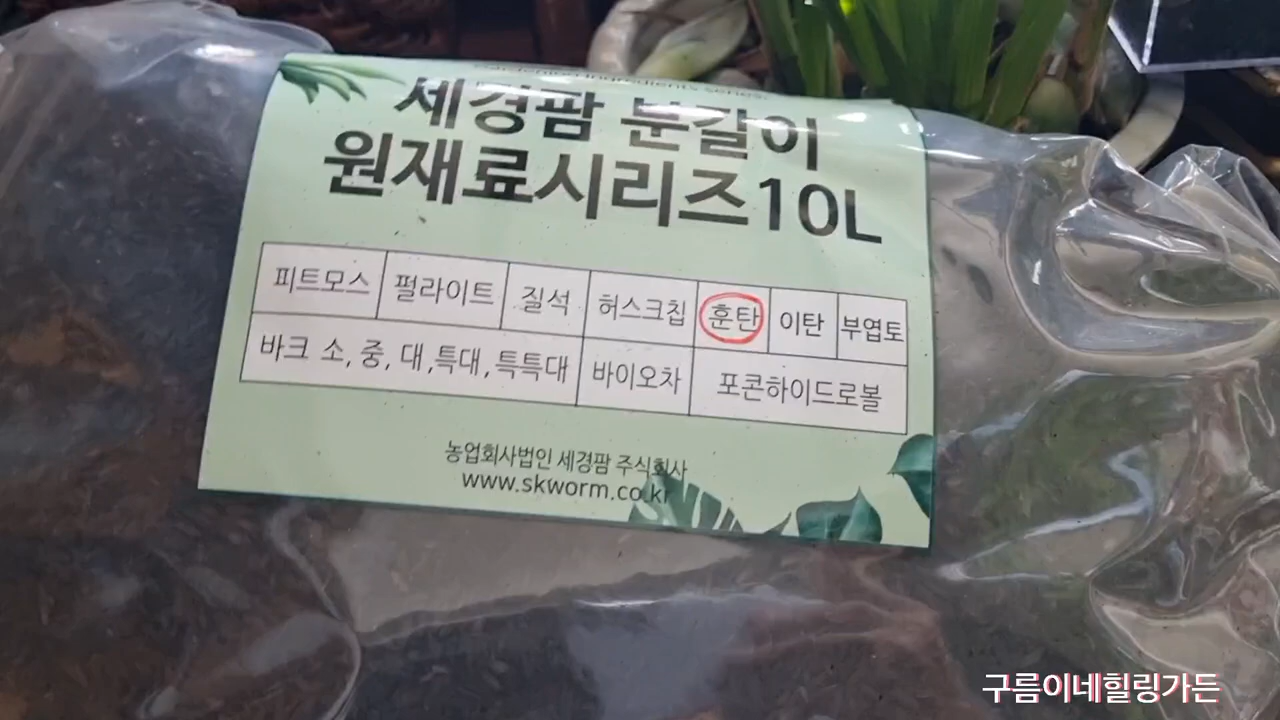 Gardening Ingredients series.
세경팜 분갈이
원재료시리즈10L
피트모스 펄라이트 질석 허스크칩 훈탄 이탄 부엽토
바크 소, 중, 대,특대, 특특대 바이오차 포콘하이드로볼
농업회사법인 세경팜 주식회사
www.skworm.co.kr
구름이네힐링가든